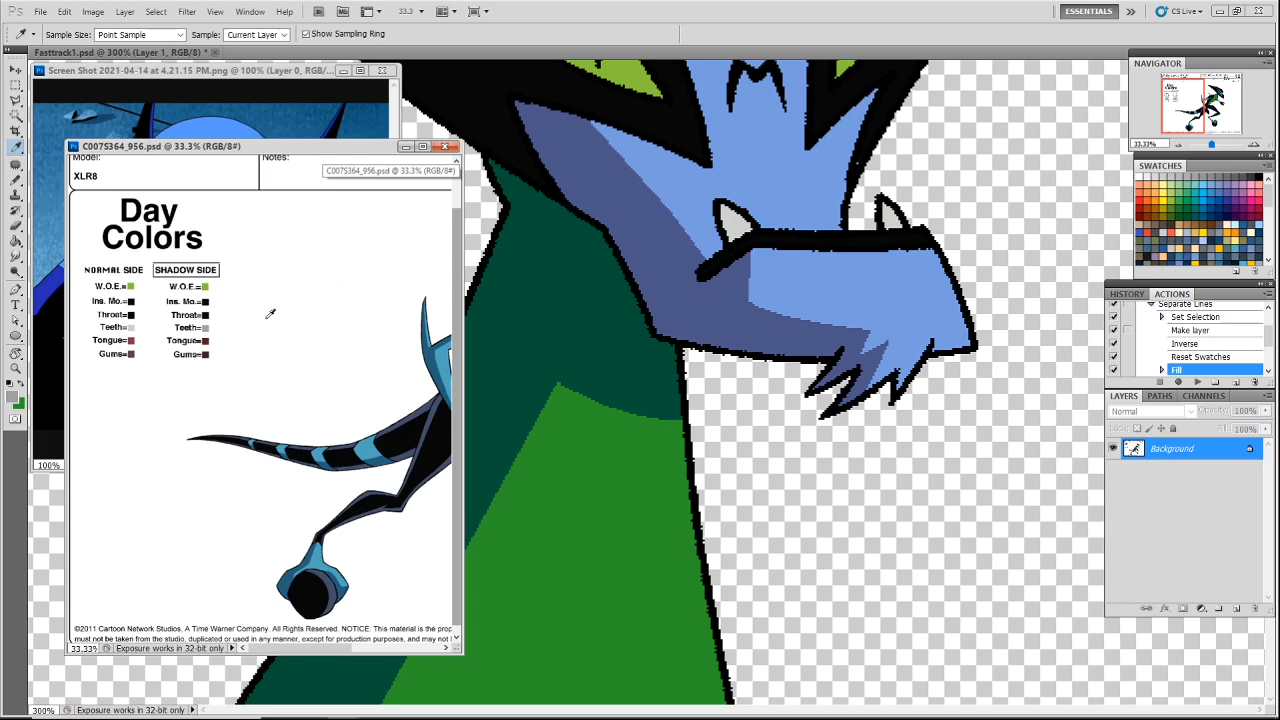 Ps File Edit Image Layer Select Filter Analysis 3D View Window Help Br Mb 33.3 ESSENTIALS CS Live
Sample Size: Point Sample Sample: Current Layer Show Sampling Ring
Fasttrack1.psd @ 300% (Layer 1, RGB/8) *
Screen Shot 2021-04-14 at 4.21.15 PM.png @ 100% (Layer 0, RGB/...
C007S364_956.psd @ 33.3% (RGB/8#)
Model:
Notes:
C007S364_956.psd @ 33.3% (RGB/8#)
XLR8
Day
Colors
NORMAL SIDE SHADOW SIDE
W.O.E.= W.O.E.=
Ins. Mo.= Ins. Mo.=
Throat= Throat=
Teeth= Teeth=
Tongue= Tongue=
Gums= Gums=
©2011 Cartoon Network Studios. A Time Warner Company. All Rights Reserved. NOTICE: This material is the prop
must not be taken from the studio, duplicated or used in any manner, except for production purposes, and may not
33.33% Exposure works in 32-bit only
100%
300% Exposure works in 32-bit only
NAVIGATOR
33.33%
SWATCHES
HISTORY ACTIONS
Separate Lines
Set Selection
Make layer
Inverse
Reset Swatches
Fill
LAYERS PATHS CHANNELS
Normal Opacity: 100%
Lock: Fill: 100%
Background